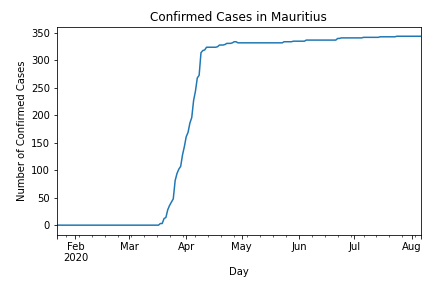 Confirmed Cases in Mauritius
350
300
250
200
150
100
50
0
Number of Confirmed Cases
Feb Mar Apr May Jun Jul Aug
2020
Day